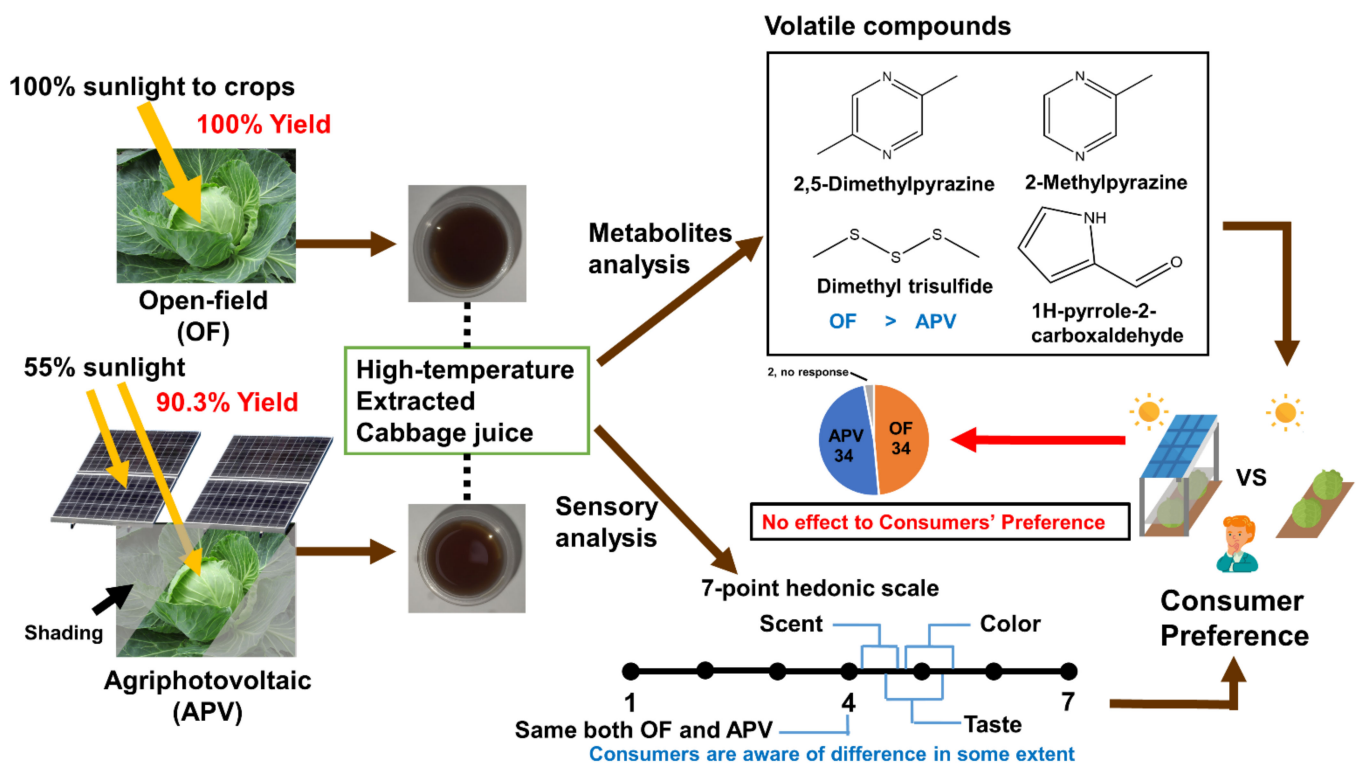 Volatile compounds
100% sunlight to crops
100% Yield
Open-field
(OF)
55% sunlight
90.3% Yield
Shading
Agriphotovoltaic
(APV)
High-temperature
Extracted
Cabbage juice
Metabolites
analysis
Sensory
analysis
N
N
2,5-Dimethylpyrazine
N
N
2-Methylpyrazine
S
S
S
Dimethyl trisulfide
OF > APV
NH
O
1H-pyrrole-2-
carboxaldehyde
2, no response
APV
34
OF
34
No effect to Consumers' Preference
VS
Consumer
Preference
7-point hedonic scale
Scent
Color
1
4
7
Same both OF and APV
Taste
Consumers are aware of difference in some extent